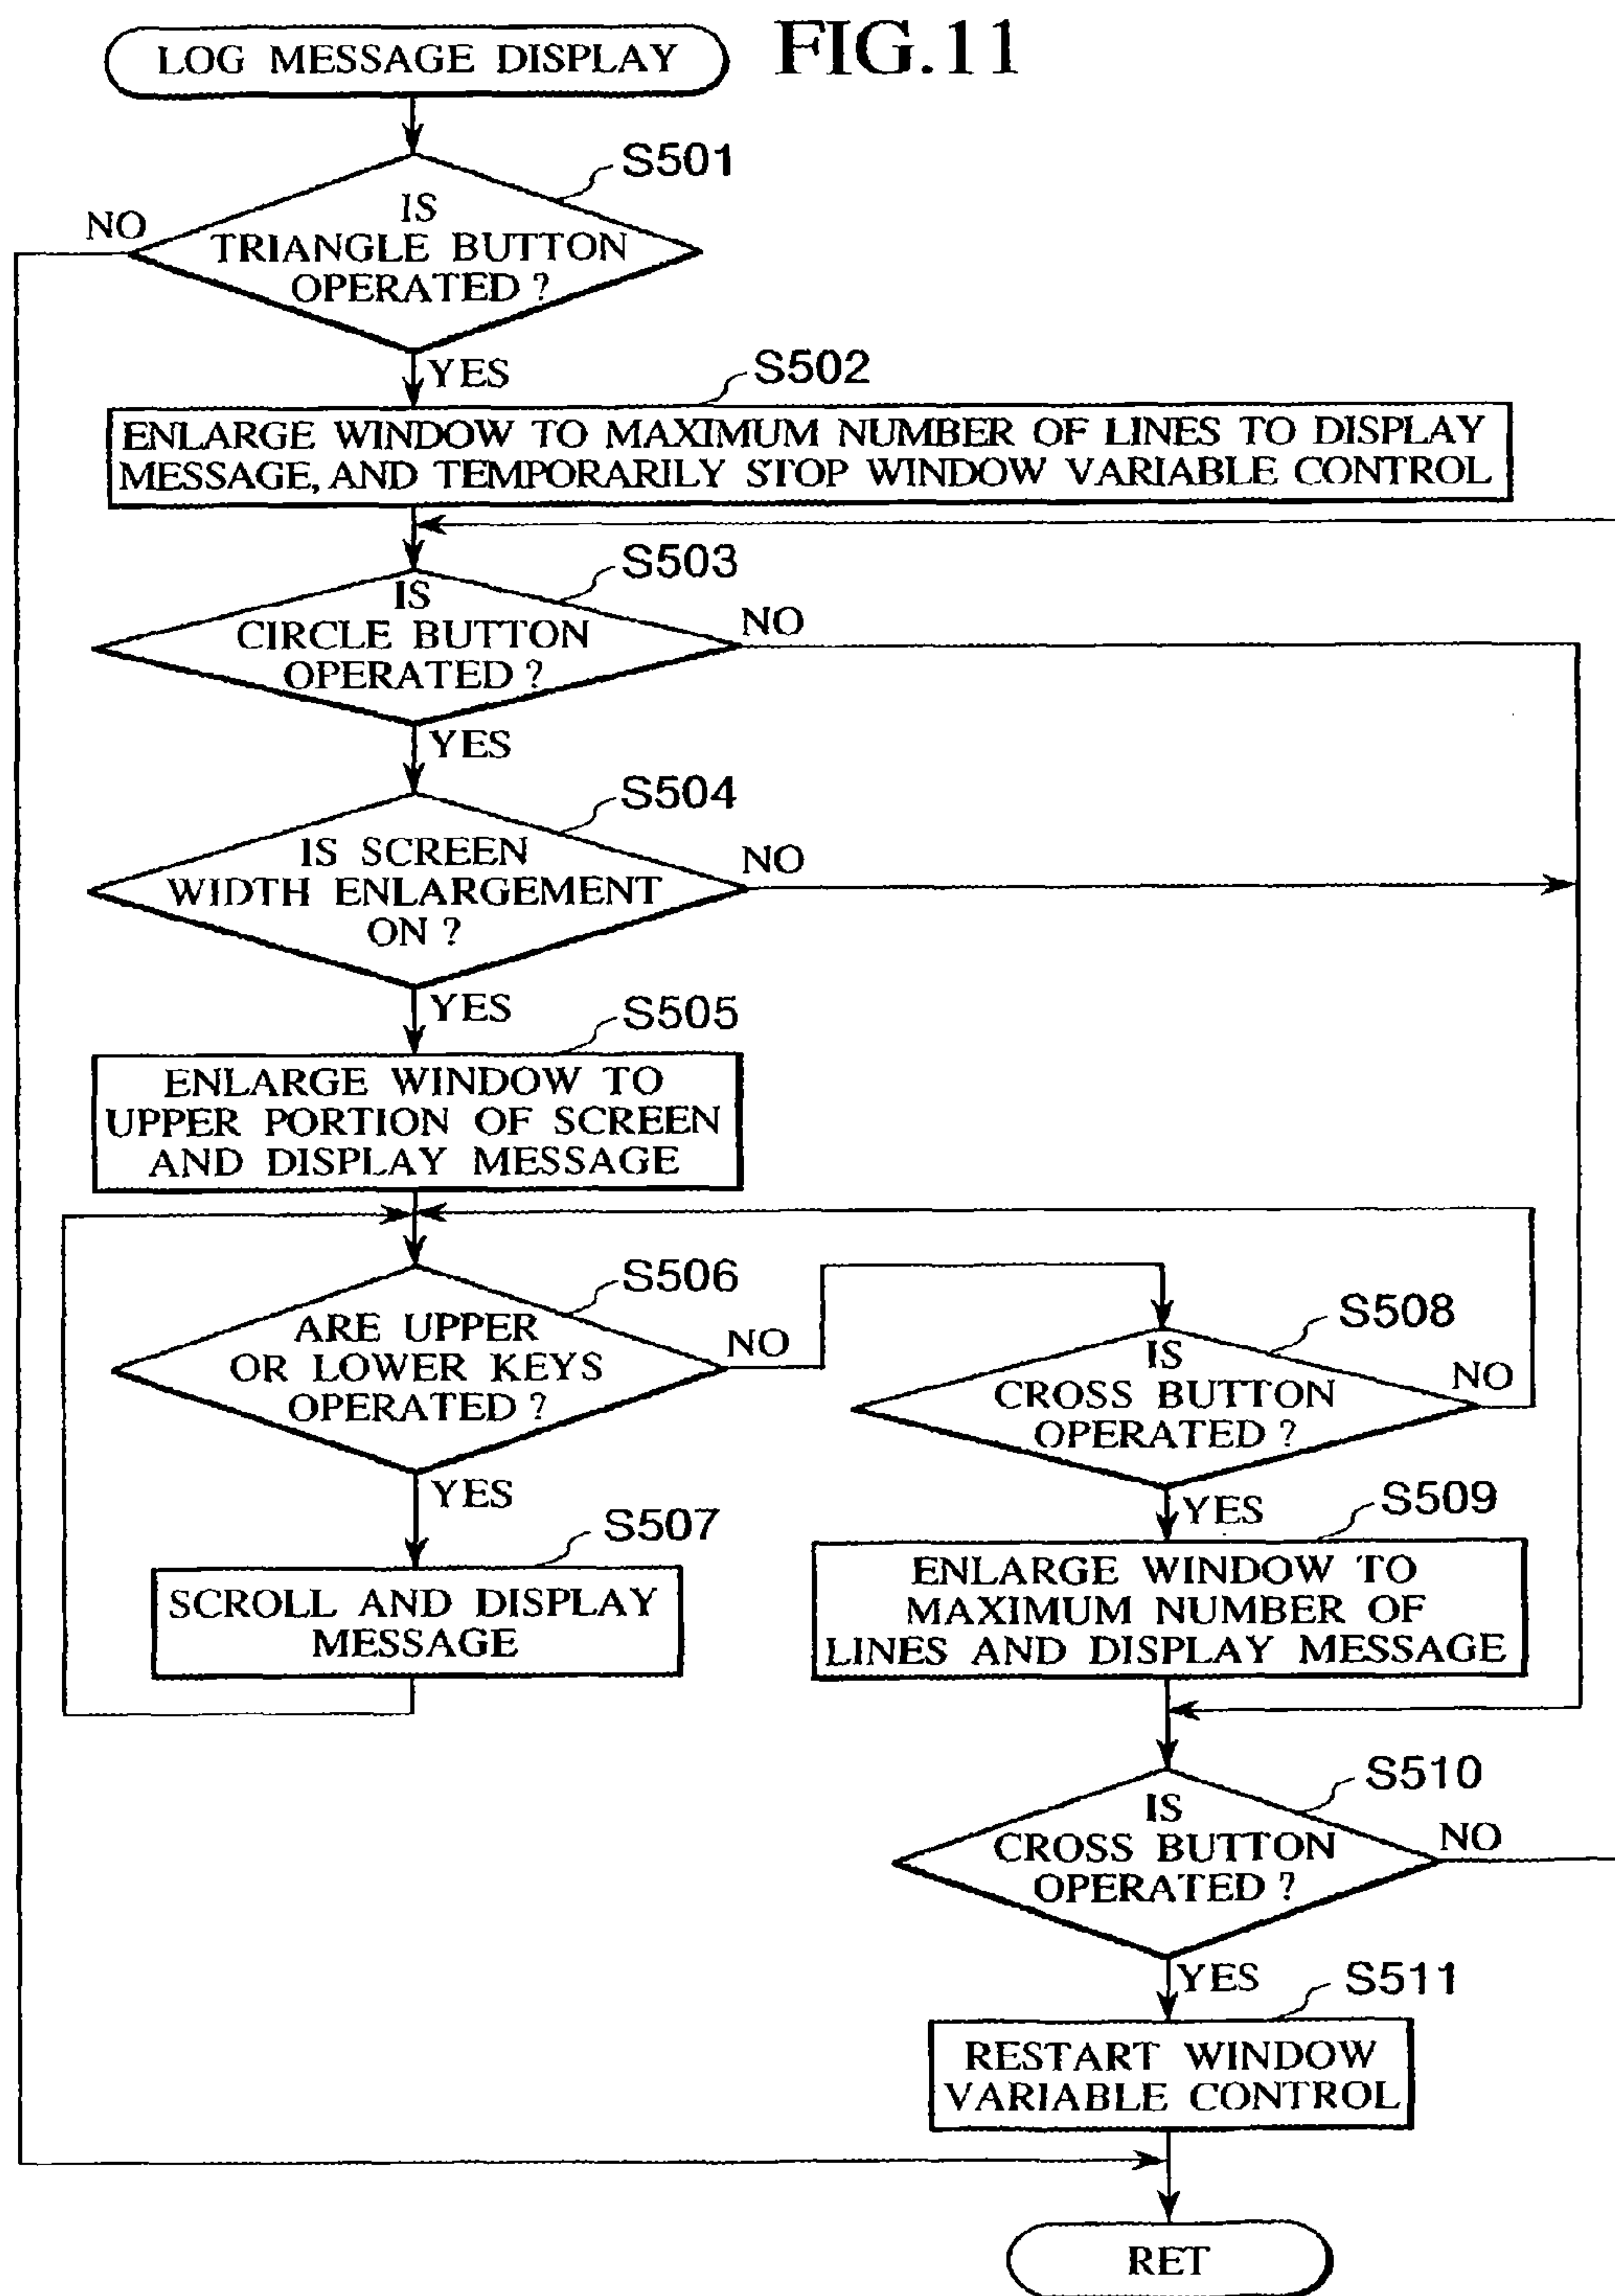 LOG MESSAGE DISPLAY
FIG.11
S501
NO
IS
TRIANGLE BUTTON
OPERATED?
YES
S502
ENLARGE WINDOW TO MAXIMUM NUMBER OF LINES TO DISPLAY
MESSAGE, AND TEMPORARILY STOP WINDOW VARIABLE CONTROL
S503
IS
CIRCLE BUTTON
OPERATED?
NO
YES
S504
IS SCREEN
WIDTH ENLARGEMENT
ON?
NO
YES
S505
ENLARGE WINDOW TO
UPPER PORTION OF SCREEN
AND DISPLAY MESSAGE
S506
ARE UPPER
OR LOWER KEYS
OPERATED?
NO
YES
S507
SCROLL AND DISPLAY
MESSAGE
S508
IS
CROSS BUTTON
OPERATED?
NO
YES
S509
ENLARGE WINDOW TO
MAXIMUM NUMBER OF
LINES AND DISPLAY MESSAGE
S510
IS
CROSS BUTTON
OPERATED?
NO
YES
S511
RESTART WINDOW
VARIABLE CONTROL
RET